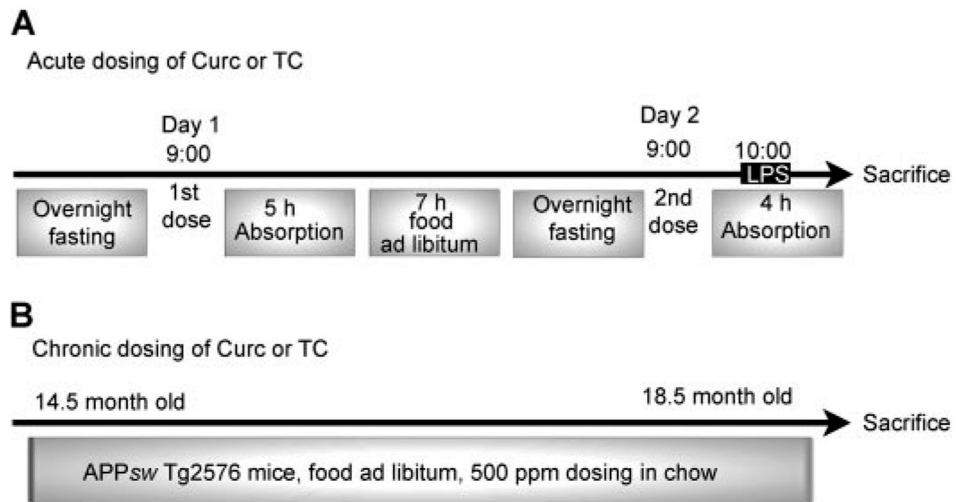 A
Acute dosing of Curc or TC
Day 1
9:00
Day 2
9:00
10:00
LPS
Sacrifice
Overnight
fasting
1st
dose
5 h
Absorption
7 h
food
ad libitum
Overnight
fasting
2nd
dose
4 h
Absorption
B
Chronic dosing of Curc or TC
14.5 month old
18.5 month old
Sacrifice
APPsw Tg2576 mice, food ad libitum, 500 ppm dosing in chow